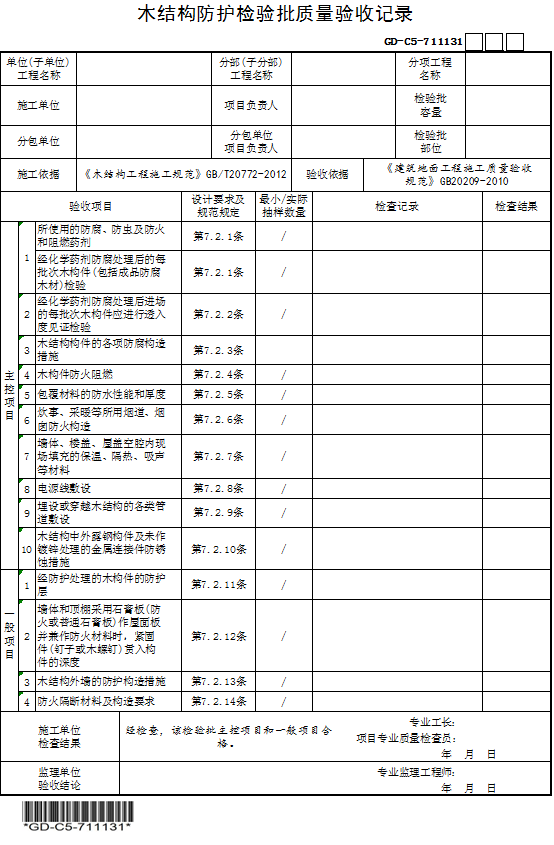 木结构防护检验批质量验收记录
GD-C5-711131
单位(子单位)
工程名称
分部(子分部)
工程名称
分项工程
名称
施工单位
项目负责人
检验批
容量
分包单位
分包单位
项目负责人
检验批
部位
施工依据
《木结构工程施工规范》GB/T20772-2012
验收依据
《建筑地面工程施工质量验收
规范》GB20209-2010
验收项目
设计要求及
规范规定
最小/实际
抽样数量
检查记录
检查结果
主控项目
1
所使用的防腐、防虫及防火
和阻燃药剂
第7.2.1条
/
经化学药剂防腐处理后的每
批次木构件(包括成品防腐
木材)检验
第7.2.1条
/
2
经化学药剂防腐处理后进场
的每批次木构件应进行透入
度见证检验
第7.2.2条
/
3
木结构构件的各项防腐构造
措施
第7.2.3条
4
木构件防火阻燃
第7.2.4条
/
5
包覆材料的防水性能和厚度
第7.2.5条
/
6
炊事、采暖等所用烟道、烟
囱防火构造
第7.2.6条
/
7
墙体、楼盖、屋盖空腔内现
场填充的保温、隔热、吸声
等材料
第7.2.7条
/
8
电源线敷设
第7.2.8条
/
9
埋设或穿越木结构的各类管
道敷设
第7.2.9条
/
10
木结构中外露钢构件及未作
镀锌处理的金属连接件防锈
蚀措施
第7.2.10条
/
一般项目
1
经防护处理的木构件的防护
层
第7.2.11条
/
2
墙体和顶棚采用石膏板(防
火或普通石膏板)作屋面板
并兼作防火材料时，紧固
件(钉子或木螺钉)贯入构
件的深度
第7.2.12条
/
3
木结构外墙的防护构造措施
第7.2.13条
/
4
防火隔断材料及构造要求
第7.2.14条
/
施工单位
检查结果
经检查，该检验批主控项目和一般项目合
格。
专业工长：
项目专业质量检查员：
年 月 日
监理单位
验收结论
专业监理工程师：
年 月 日
*GD-C5-711131*